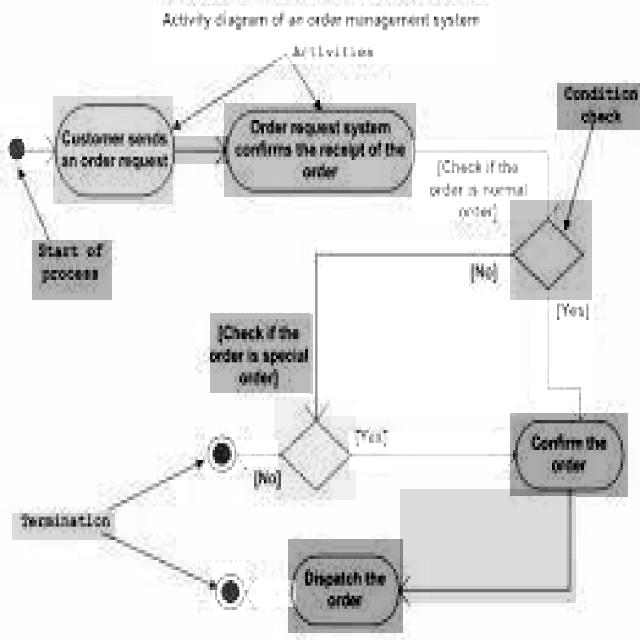 Activity diagram of an order management system
Activities
Condition
check
Customer sends
an order request
Order request system
confirms the receipt of the
order
[Check if the
order is normal
order]
Start of
process
[No]
[Yes]
[Check if the
order is special
order]
[Yes]
Confirm the
order
[No]
Termination
Dispatch the
order